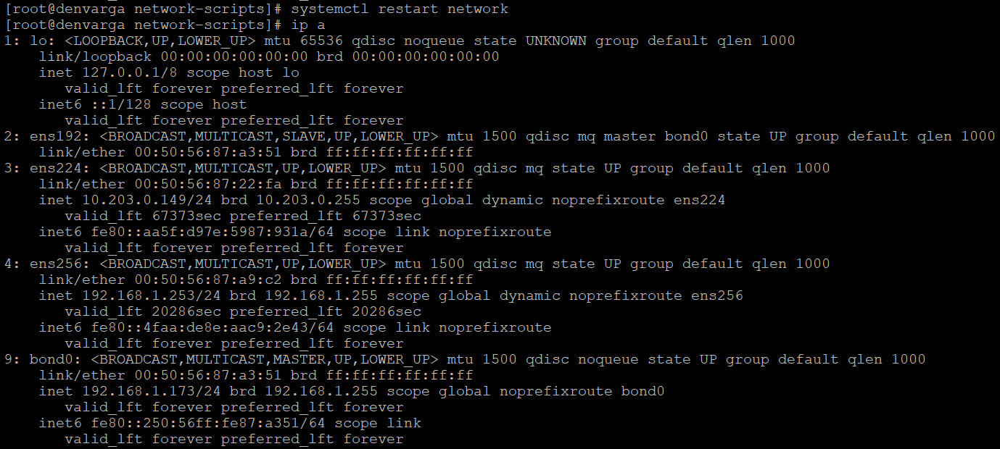 [root@denvarga network-scripts]# systemctl restart network
[root@denvarga network-scripts]# ip a
1: lo: <LOOPBACK,UP,LOWER_UP> mtu 65536 qdisc noqueue state UNKNOWN group default qlen 1000
    link/loopback 00:00:00:00:00:00 brd 00:00:00:00:00:00
    inet 127.0.0.1/8 scope host lo
       valid_lft forever preferred_lft forever
    inet6 ::1/128 scope host
       valid_lft forever preferred_lft forever
2: ens192: <BROADCAST,MULTICAST,SLAVE,UP,LOWER_UP> mtu 1500 qdisc mq master bond0 state UP group default qlen 1000
    link/ether 00:50:56:87:a3:51 brd ff:ff:ff:ff:ff:ff
3: ens224: <BROADCAST,MULTICAST,UP,LOWER_UP> mtu 1500 qdisc mq state UP group default qlen 1000
    link/ether 00:50:56:87:22:fa brd ff:ff:ff:ff:ff:ff
    inet 10.203.0.149/24 brd 10.203.0.255 scope global dynamic noprefixroute ens224
       valid_lft 67373sec preferred_lft 67373sec
    inet6 fe80::aa5f:d97e:5987:931a/64 scope link noprefixroute
       valid_lft forever preferred_lft forever
4: ens256: <BROADCAST,MULTICAST,UP,LOWER_UP> mtu 1500 qdisc mq state UP group default qlen 1000
    link/ether 00:50:56:87:a9:c2 brd ff:ff:ff:ff:ff:ff
    inet 192.168.1.253/24 brd 192.168.1.255 scope global dynamic noprefixroute ens256
       valid_lft 20286sec preferred_lft 20286sec
    inet6 fe80::4faa:de8e:aac9:2e43/64 scope link noprefixroute
       valid_lft forever preferred_lft forever
9: bond0: <BROADCAST,MULTICAST,MASTER,UP,LOWER_UP> mtu 1500 qdisc noqueue state UP group default qlen 1000
    link/ether 00:50:56:87:a3:51 brd ff:ff:ff:ff:ff:ff
    inet 192.168.1.173/24 brd 192.168.1.255 scope global noprefixroute bond0
       valid_lft forever preferred_lft forever
    inet6 fe80::250:56ff:fe87:a351/64 scope link
       valid_lft forever preferred_lft forever